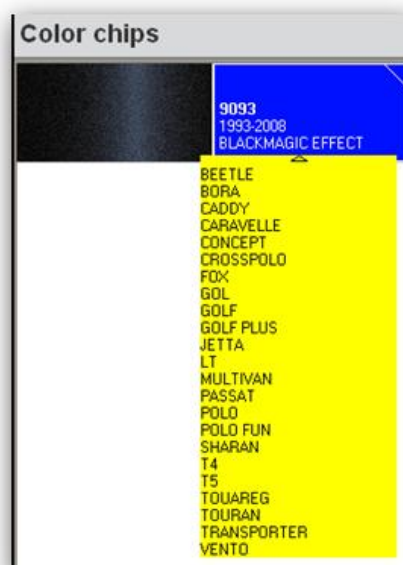 Color chips
9093
1993-2008
BLACKMAGIC EFFECT
BEETLE
BORA
CADDY
CARAVELLE
CONCEPT
CROSSPOLO
FOX
GOL
GOLF
GOLF PLUS
JETTA
LT
MULTIVAN
PASSAT
POLO
POLO FUN
SHARAN
T4
T5
TOUAREG
TOURAN
TRANSPORTER
VENTO